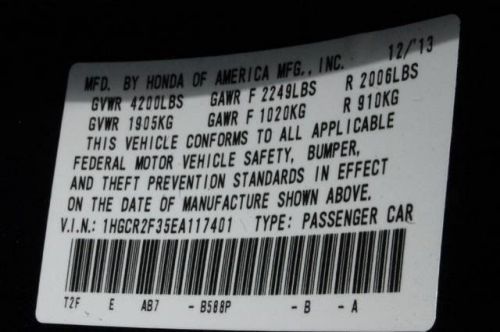 MFD. BY HONDA OF AMERICA MFG., INC. 12/'13
GVWR 4200LBS GAWR F 2249LBS R 2006LBS
GVWR 1905KG GAWR F 1020KG R 910KG
THIS VEHICLE CONFORMS TO ALL APPLICABLE
FEDERAL MOTOR VEHICLE SAFETY, BUMPER,
AND THEFT PREVENTION STANDARDS IN EFFECT
ON THE DATE OF MANUFACTURE SHOWN ABOVE.
V.I.N.: 1HGCR2F35EA117401 TYPE: PASSENGER CAR
T2F E AB7 - B588P - B - A